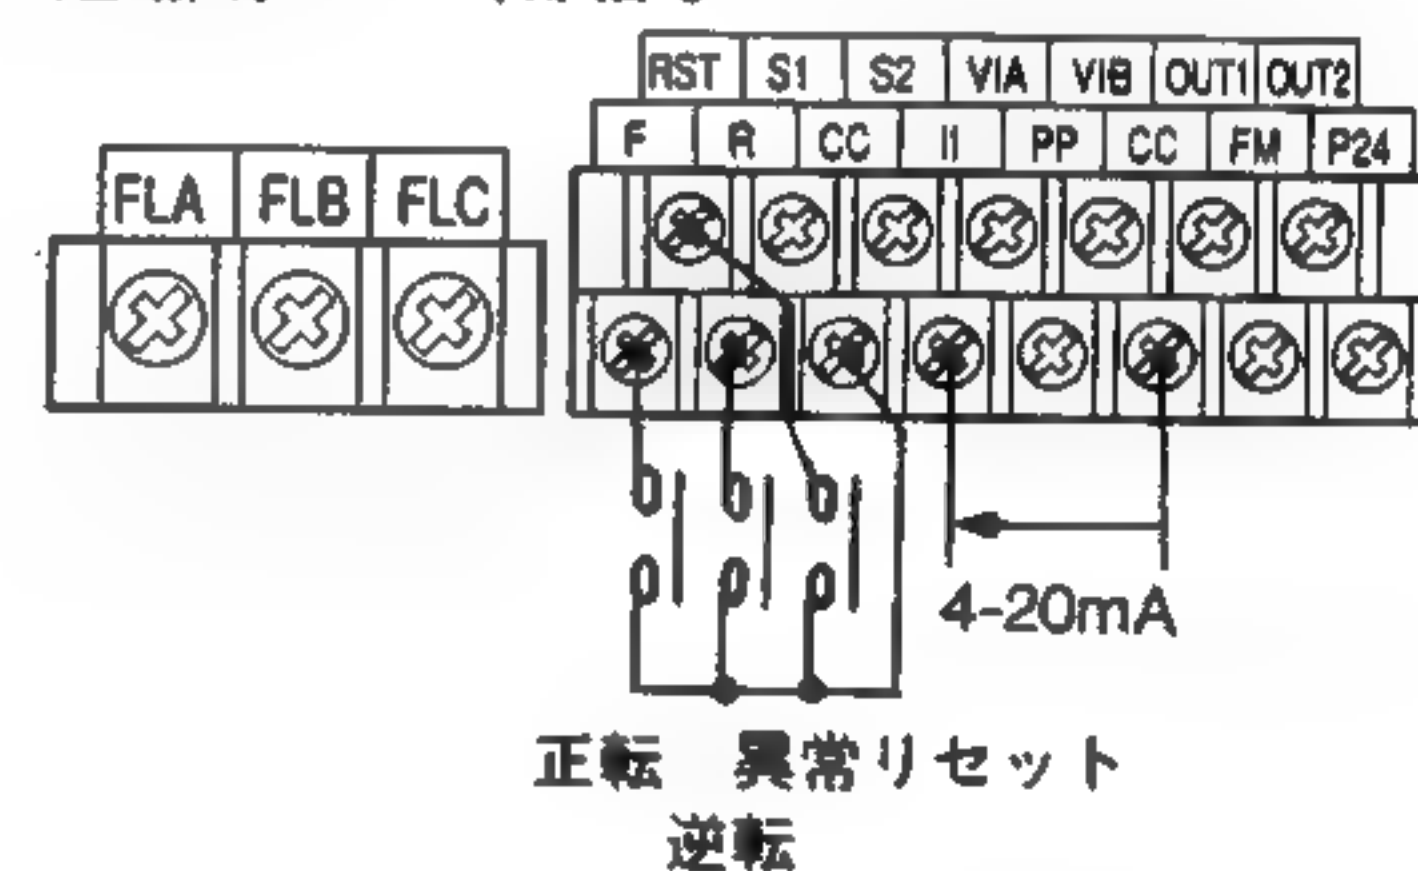 RST S1 S2 VIA VIB OUT1 OUT2
F R CC II PP CC FM P24
FLA FLB FLC
4-20mA
正転 異常リセット
逆転